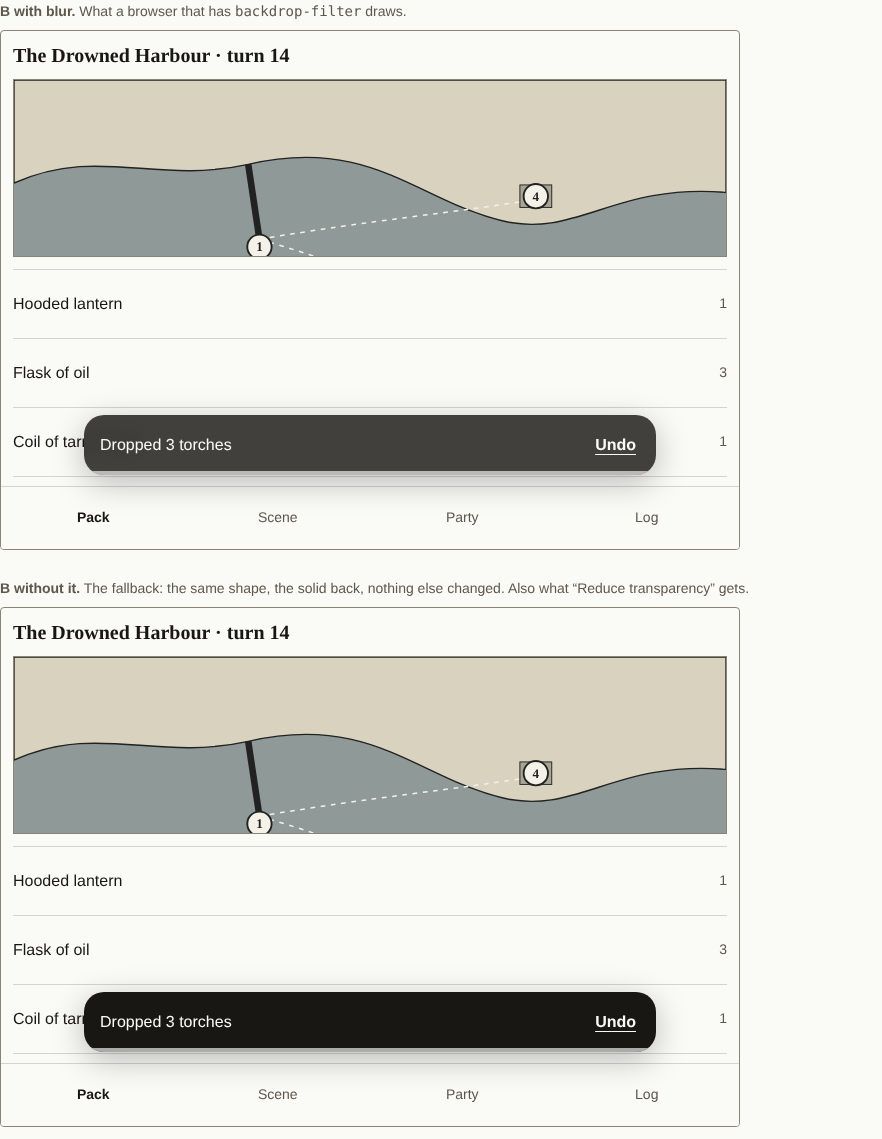 B with blur. What a browser that has backdrop-filter draws.
The Drowned Harbour · turn 14
4
1
Hooded lantern 1
Flask of oil 3
Coil of tarr 1
Dropped 3 torches Undo
Pack Scene Party Log
B without it. The fallback: the same shape, the solid back, nothing else changed. Also what “Reduce transparency” gets.
The Drowned Harbour · turn 14
4
1
Hooded lantern 1
Flask of oil 3
Coil of tarr 1
Dropped 3 torches Undo
Pack Scene Party Log